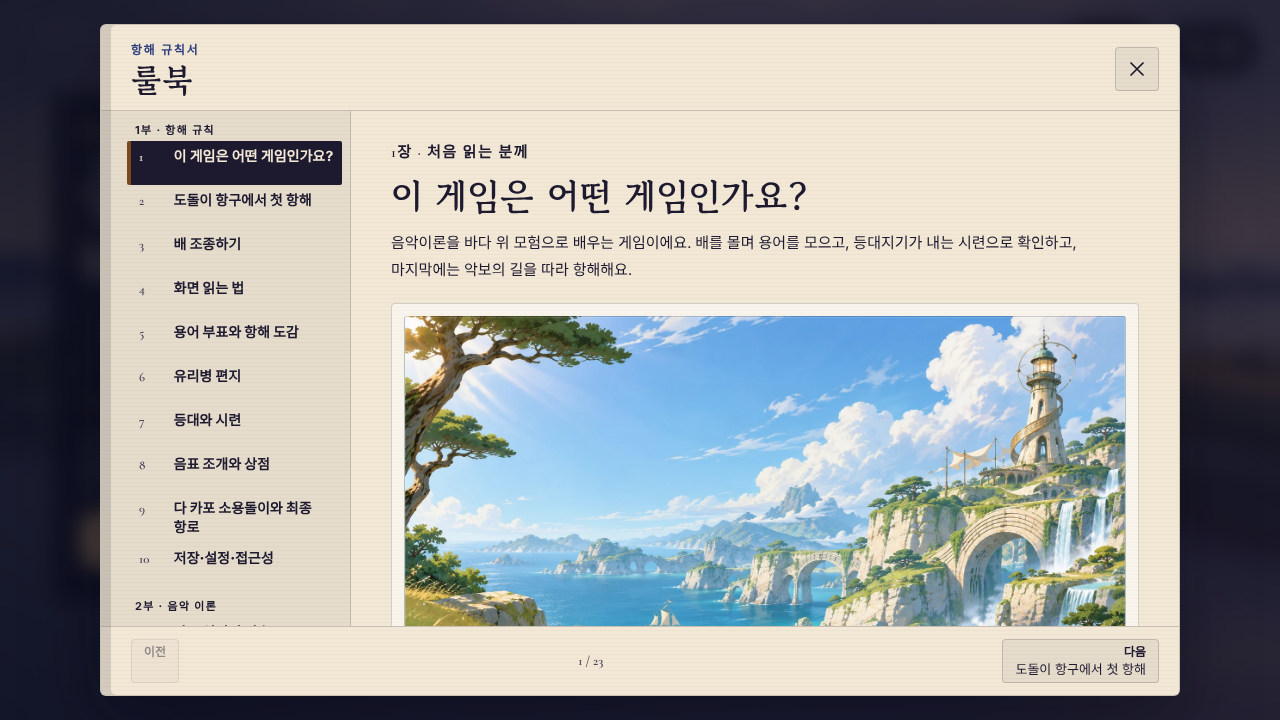 항해 규칙서
룰북
1부 · 항해 규칙
1 이 게임은 어떤 게임인가요?
2 도돌이 항구에서 첫 항해
3 배 조종하기
4 화면 읽는 법
5 용어 부표와 항해 도감
6 유리병 편지
7 등대와 시련
8 음표 조개와 상점
9 다 카포 소용돌이와 최종
항로
10 저장·설정·접근성
2부 · 음악 이론
1장 · 처음 읽는 분께
이 게임은 어떤 게임인가요?
음악이론을 바다 위 모험으로 배우는 게임이에요. 배를 몰며 용어를 모으고, 등대지기가 내는 시련으로 확인하고,
마지막에는 악보의 길을 따라 항해해요.
이전
1 / 23
다음
도돌이 항구에서 첫 항해